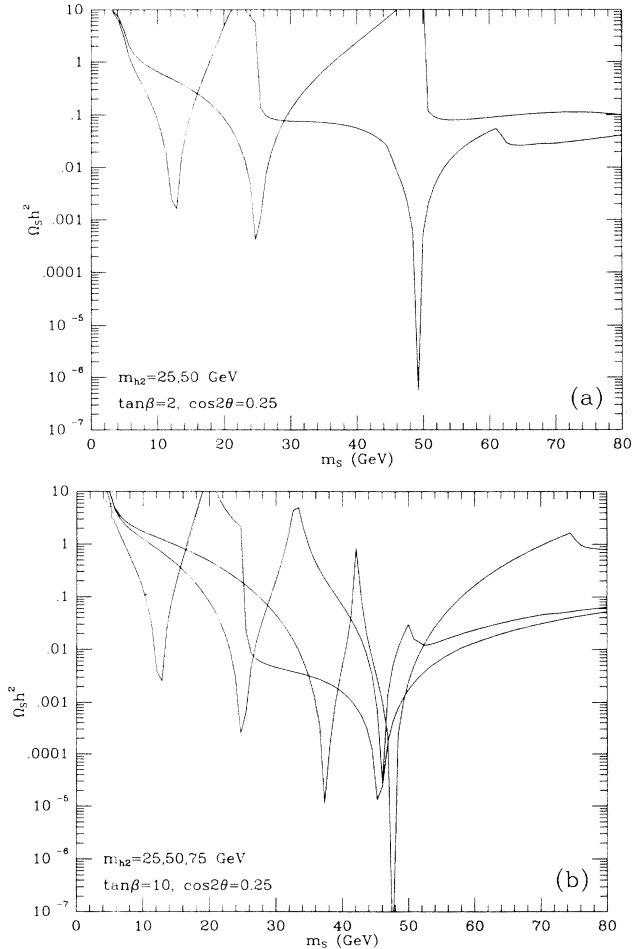 10
1
.1
.01
.001
.0001
10⁻⁵
10⁻⁶
10⁻⁷
Ω_S h²
m_h2=25,50 GeV
tanβ=2, cos2θ=0.25
(a)
0 10 20 30 40 50 60 70 80
m_S (GeV)
10
1
.1
.01
.001
.0001
10⁻⁵
10⁻⁶
10⁻⁷
Ω_S h²
m_h2=25,50,75 GeV
tanβ=10, cos2θ=0.25
(b)
0 10 20 30 40 50 60 70 80
m_S (GeV)